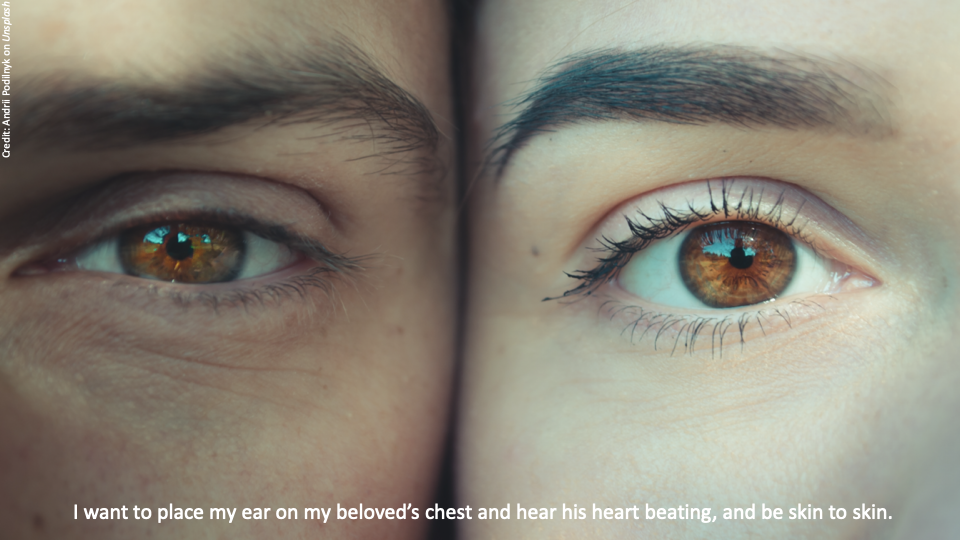 Credit: Andrii Podilnyk on Unsplash
I want to place my ear on my beloved’s chest and hear his heart beating, and be skin to skin.